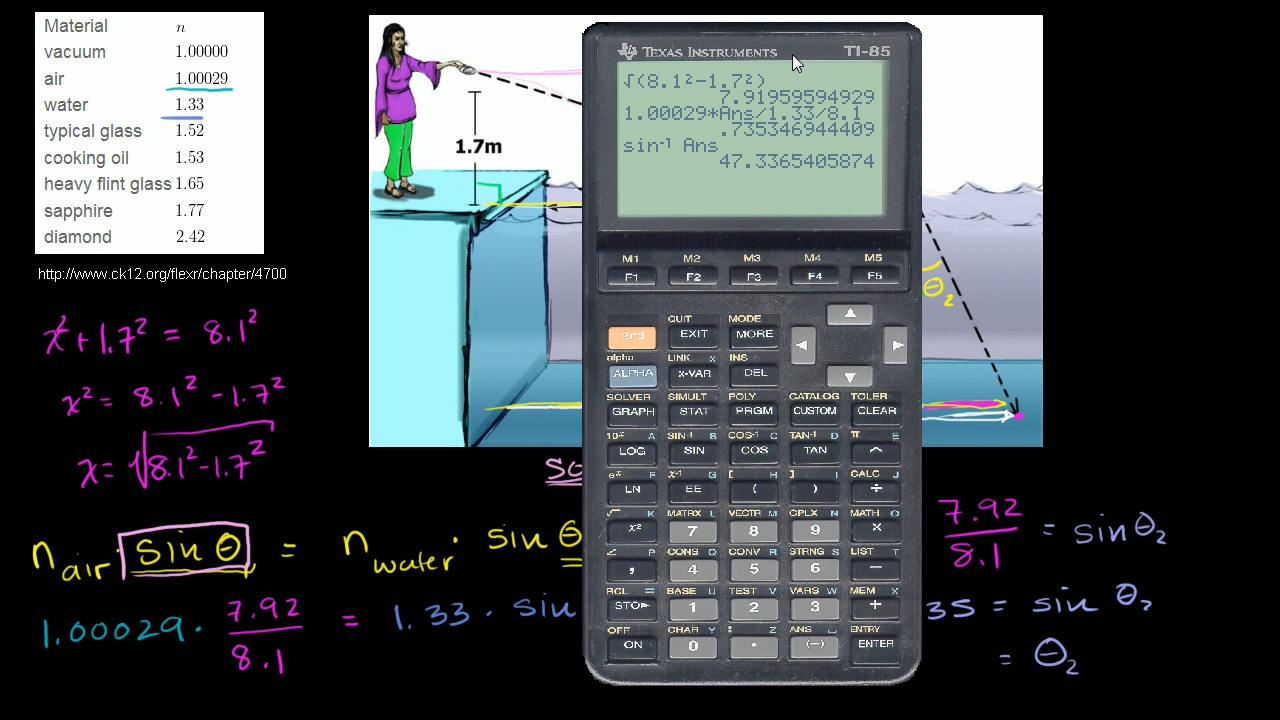 Material n
vacuum 1.00000
air 1.00029
water 1.33
typical glass 1.52
cooking oil 1.53
heavy flint glass 1.65
sapphire 1.77
diamond 2.42
http://www.ck12.org/flexr/chapter/4700
x²+1.7² = 8.1²
x² = 8.1² - 1.7²
x = √8.1²-1.7²
n air · sin θ = n water · sin θ
1.00029 · 7.92/8.1 = 1.33 · sin
1.7m
θ₂
7.92/8.1 = sin θ₂
35 = sin θ₂
= θ₂
TEXAS INSTRUMENTS TI-85
√(8.1²-1.7²)
7.91959594929
1.00029*Ans/1.33/8.1
.735346944409
sin⁻¹ Ans
47.3365405874
M1 M2 M3 M4 M5
F1 F2 F3 F4 F5
QUIT MODE
2nd EXIT MORE
alpha LINK x INS
ALPHA x-VAR DEL
SOLVER SIMULT POLY CATALOG TOLER
GRAPH STAT PRGM CUSTOM CLEAR
10ˣ A SIN⁻¹ B COS⁻¹ C TAN⁻¹ D π E
LOG SIN COS TAN ^
eˣ F x⁻¹ G [ H ] I CALC J
LN EE ( ) ÷
√ K MATRX L VECTR M CPLX N MATH O
x² 7 8 9 ×
∠ P CONS Q CONV R STRNG S LIST T
, 4 5 6 −
RCL = BASE U TEST V VARS W MEM X
STO▶ 1 2 3 +
OFF CHAR Y : Z ANS ␣ ENTRY
ON 0 . (−) ENTER